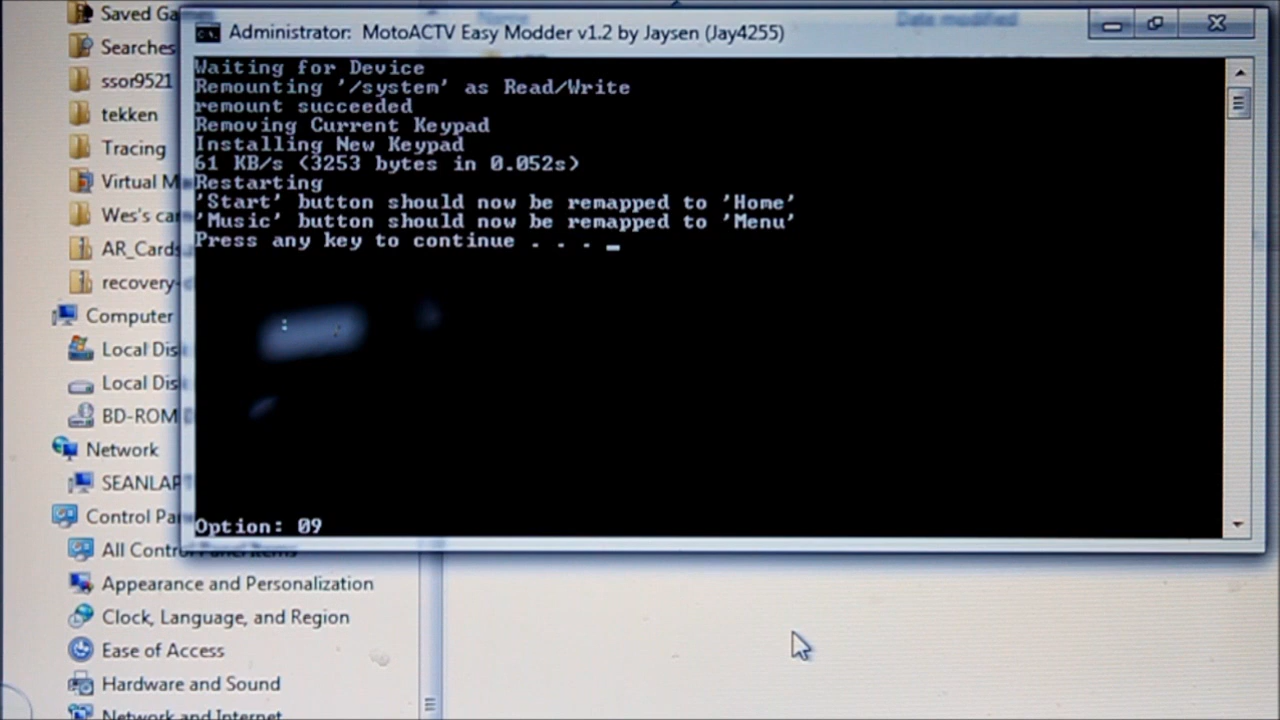 Saved Ga
Searches
ssor9521
tekken
Tracing
Virtual M
Wes's ca
AR_Cards
recovery-
Computer
Local Dis
Local Dis
BD-ROM D
Network
SEANLAP
Control Pa
All Control Panel Items
Appearance and Personalization
Clock, Language, and Region
Ease of Access
Hardware and Sound
Network and Internet
Name
Date modified
Administrator: MotoACTV Easy Modder v1.2 by Jaysen (Jay4255)
Waiting for Device
Remounting '/system' as Read/Write
remount succeeded
Removing Current Keypad
Installing New Keypad
61 KB/s (3253 bytes in 0.052s)
Restarting
'Start' button should now be remapped to 'Home'
'Music' button should now be remapped to 'Menu'
Press any key to continue . . . _
Option: 09